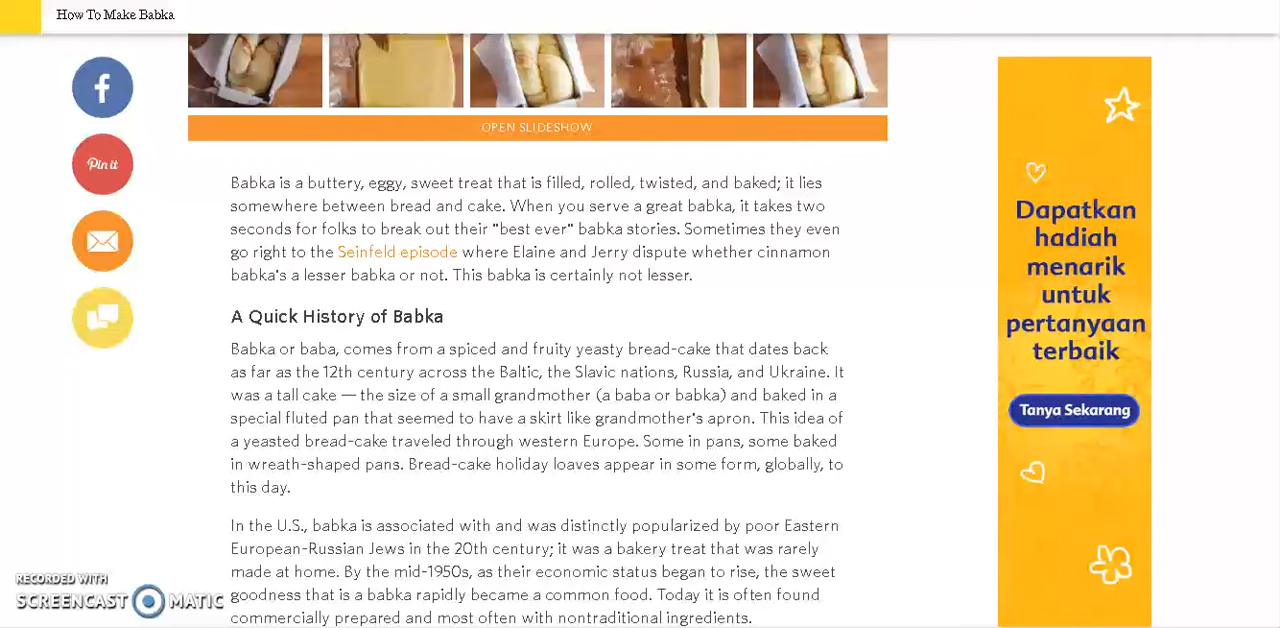 How To Make Babka
OPEN SLIDESHOW
Pin it
Babka is a buttery, eggy, sweet treat that is filled, rolled, twisted, and baked; it lies
somewhere between bread and cake. When you serve a great babka, it takes two
seconds for folks to break out their "best ever" babka stories. Sometimes they even
go right to the Seinfeld episode where Elaine and Jerry dispute whether cinnamon
babka's a lesser babka or not. This babka is certainly not lesser.
A Quick History of Babka
Babka or baba, comes from a spiced and fruity yeasty bread-cake that dates back
as far as the 12th century across the Baltic, the Slavic nations, Russia, and Ukraine. It
was a tall cake — the size of a small grandmother (a baba or babka) and baked in a
special fluted pan that seemed to have a skirt like grandmother's apron. This idea of
a yeasted bread-cake traveled through western Europe. Some in pans, some baked
in wreath-shaped pans. Bread-cake holiday loaves appear in some form, globally, to
this day.
In the U.S., babka is associated with and was distinctly popularized by poor Eastern
European-Russian Jews in the 20th century; it was a bakery treat that was rarely
made at home. By the mid-1950s, as their economic status began to rise, the sweet
goodness that is a babka rapidly became a common food. Today it is often found
commercially prepared and most often with nontraditional ingredients.
Dapatkan
hadiah
menarik
untuk
pertanyaan
terbaik
Tanya Sekarang
RECORDED WITH
SCREENCAST MATIC